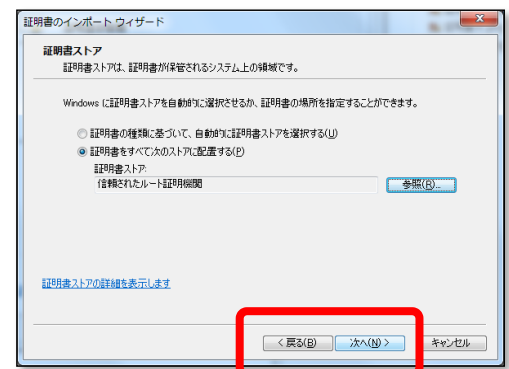 証明書のインポート ウィザード
証明書ストア
証明書ストアは、証明書が保管されるシステム上の領域です。
Windows に証明書ストアを自動的に選択させるか、証明書の場所を指定することができます。
証明書の種類に基づいて、自動的に証明書ストアを選択する(U)
証明書をすべて次のストアに配置する(P)
証明書ストア:
信頼されたルート証明機関
参照(R)...
証明書ストアの詳細を表示します
< 戻る(B)
次へ(N) >
キャンセル